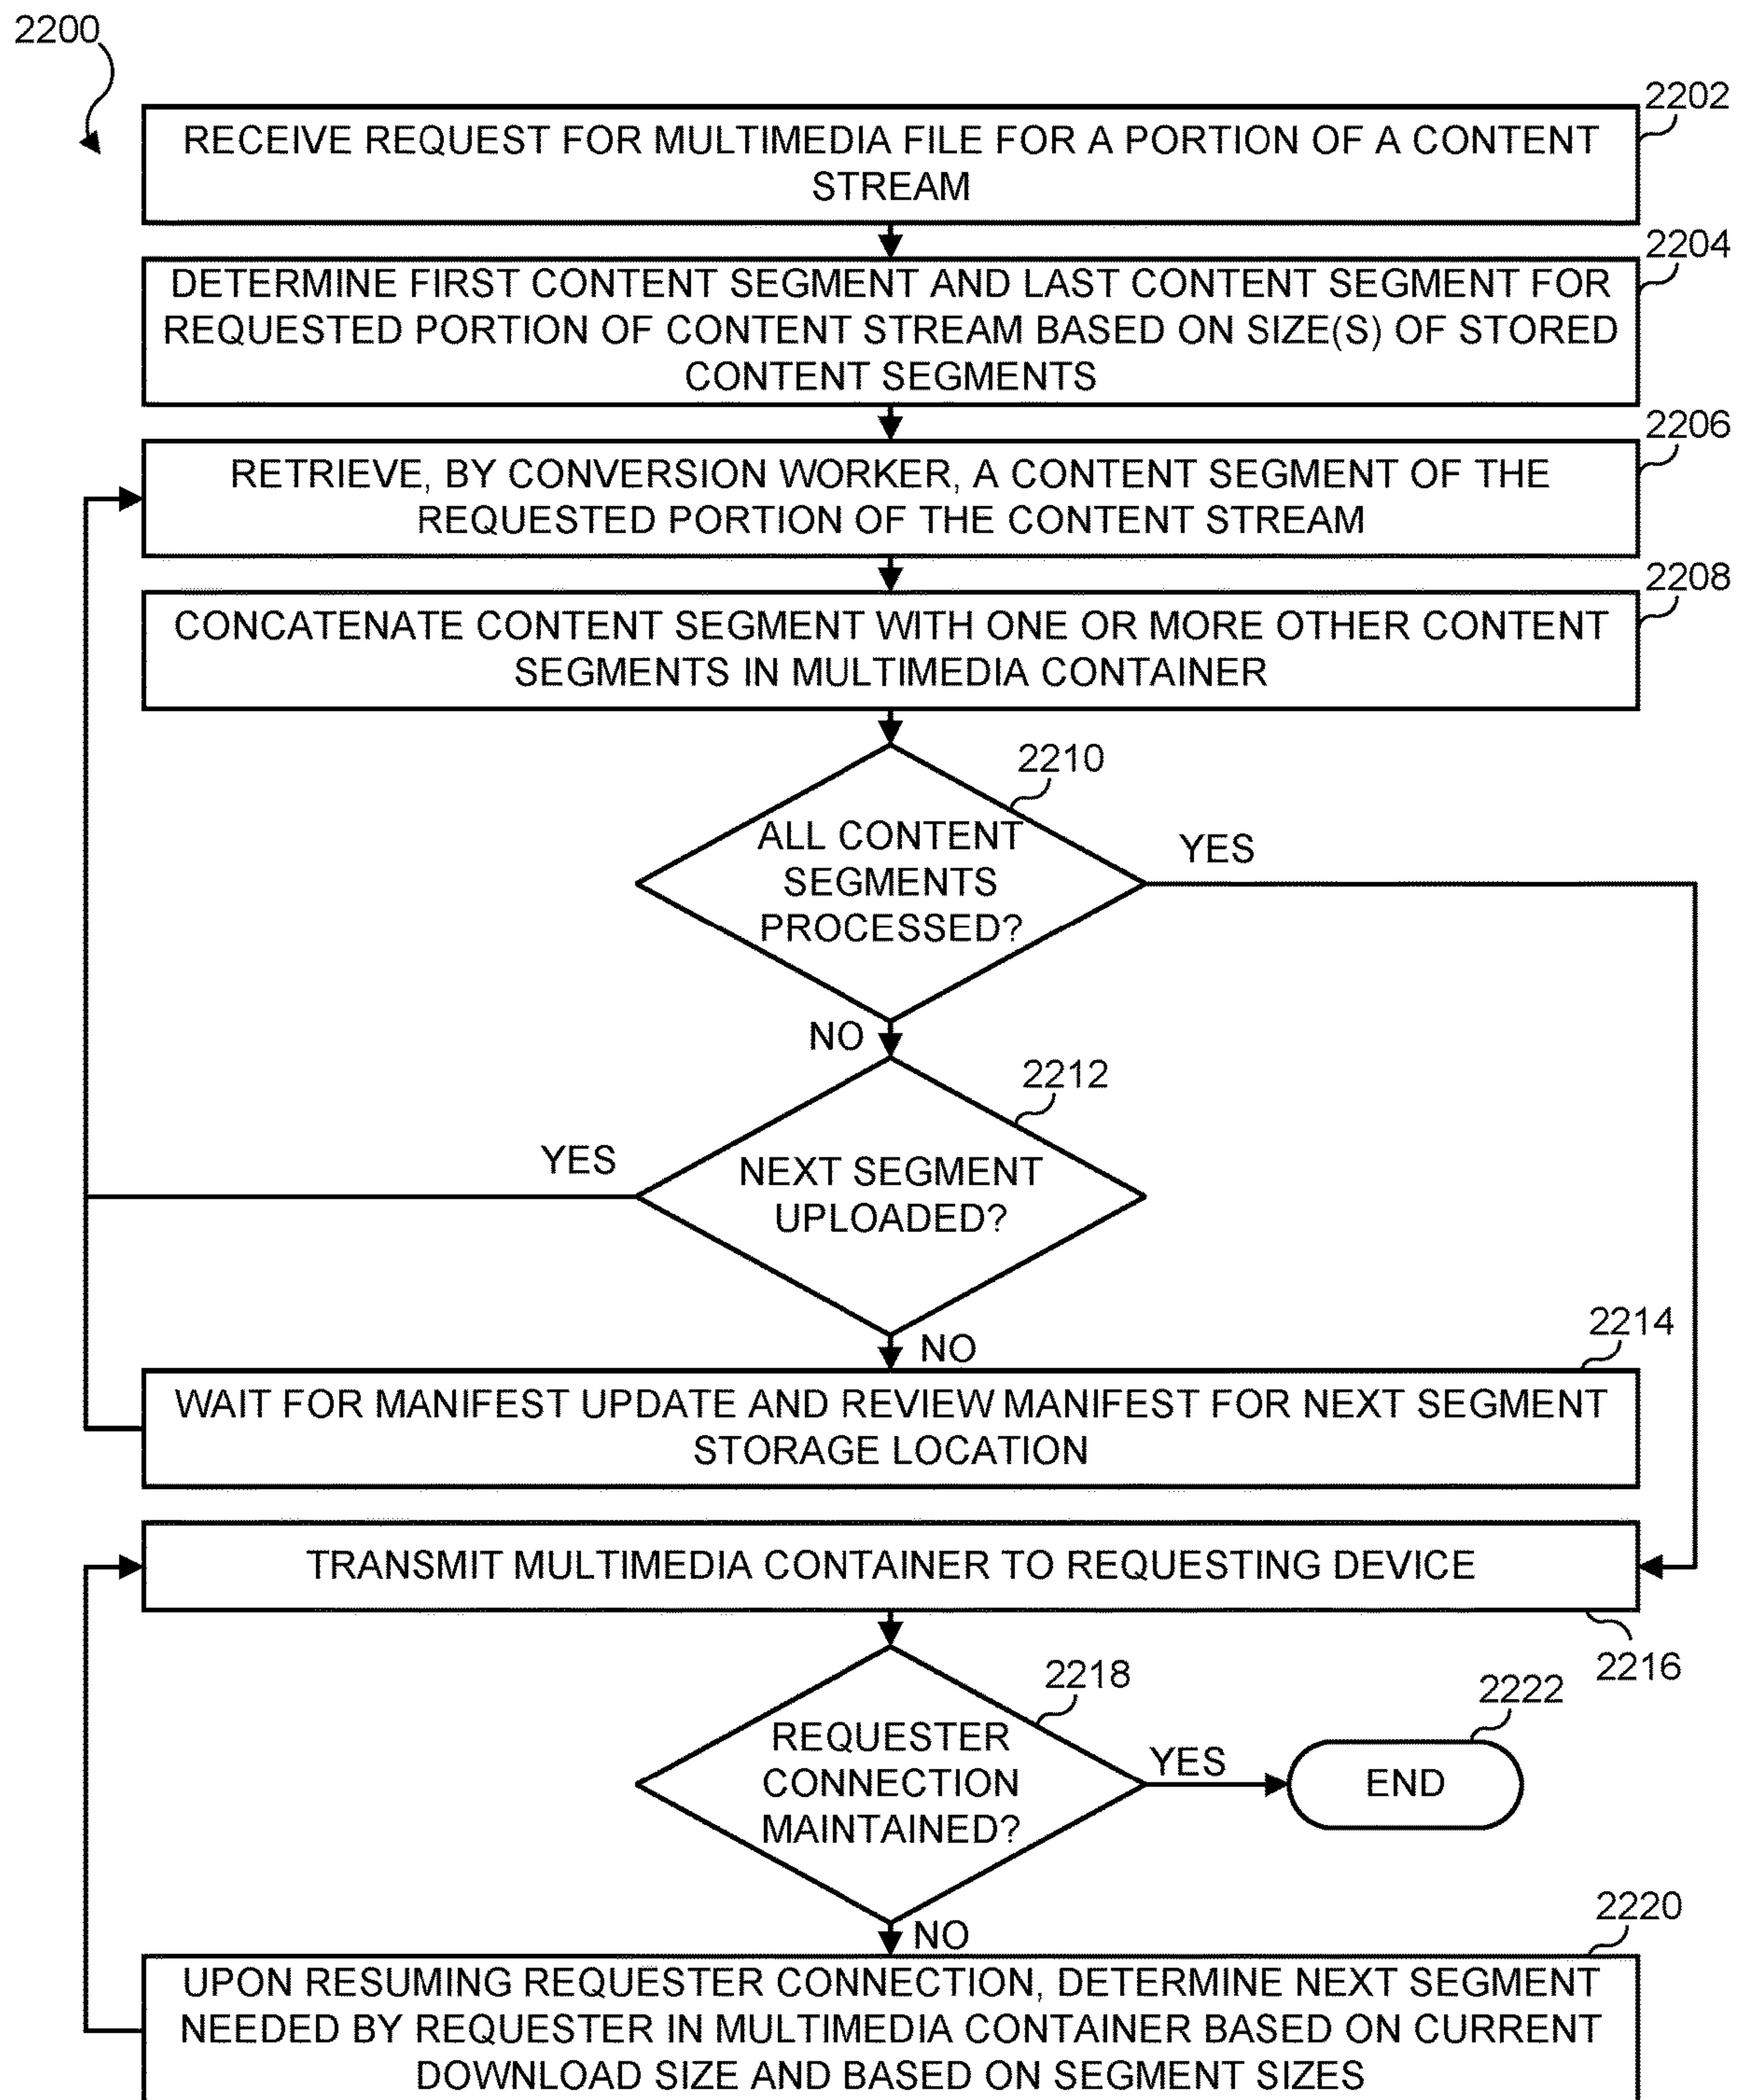 2200
2202
RECEIVE REQUEST FOR MULTIMEDIA FILE FOR A PORTION OF A CONTENT
STREAM
2204
DETERMINE FIRST CONTENT SEGMENT AND LAST CONTENT SEGMENT FOR
REQUESTED PORTION OF CONTENT STREAM BASED ON SIZE(S) OF STORED
CONTENT SEGMENTS
2206
RETRIEVE, BY CONVERSION WORKER, A CONTENT SEGMENT OF THE
REQUESTED PORTION OF THE CONTENT STREAM
2208
CONCATENATE CONTENT SEGMENT WITH ONE OR MORE OTHER CONTENT
SEGMENTS IN MULTIMEDIA CONTAINER
2210
ALL CONTENT
SEGMENTS
PROCESSED?
YES
NO
2212
NEXT SEGMENT
UPLOADED?
YES
NO
2214
WAIT FOR MANIFEST UPDATE AND REVIEW MANIFEST FOR NEXT SEGMENT
STORAGE LOCATION
TRANSMIT MULTIMEDIA CONTAINER TO REQUESTING DEVICE
2216
2218
REQUESTER
CONNECTION
MAINTAINED?
YES
2222
END
NO
2220
UPON RESUMING REQUESTER CONNECTION, DETERMINE NEXT SEGMENT
NEEDED BY REQUESTER IN MULTIMEDIA CONTAINER BASED ON CURRENT
DOWNLOAD SIZE AND BASED ON SEGMENT SIZES